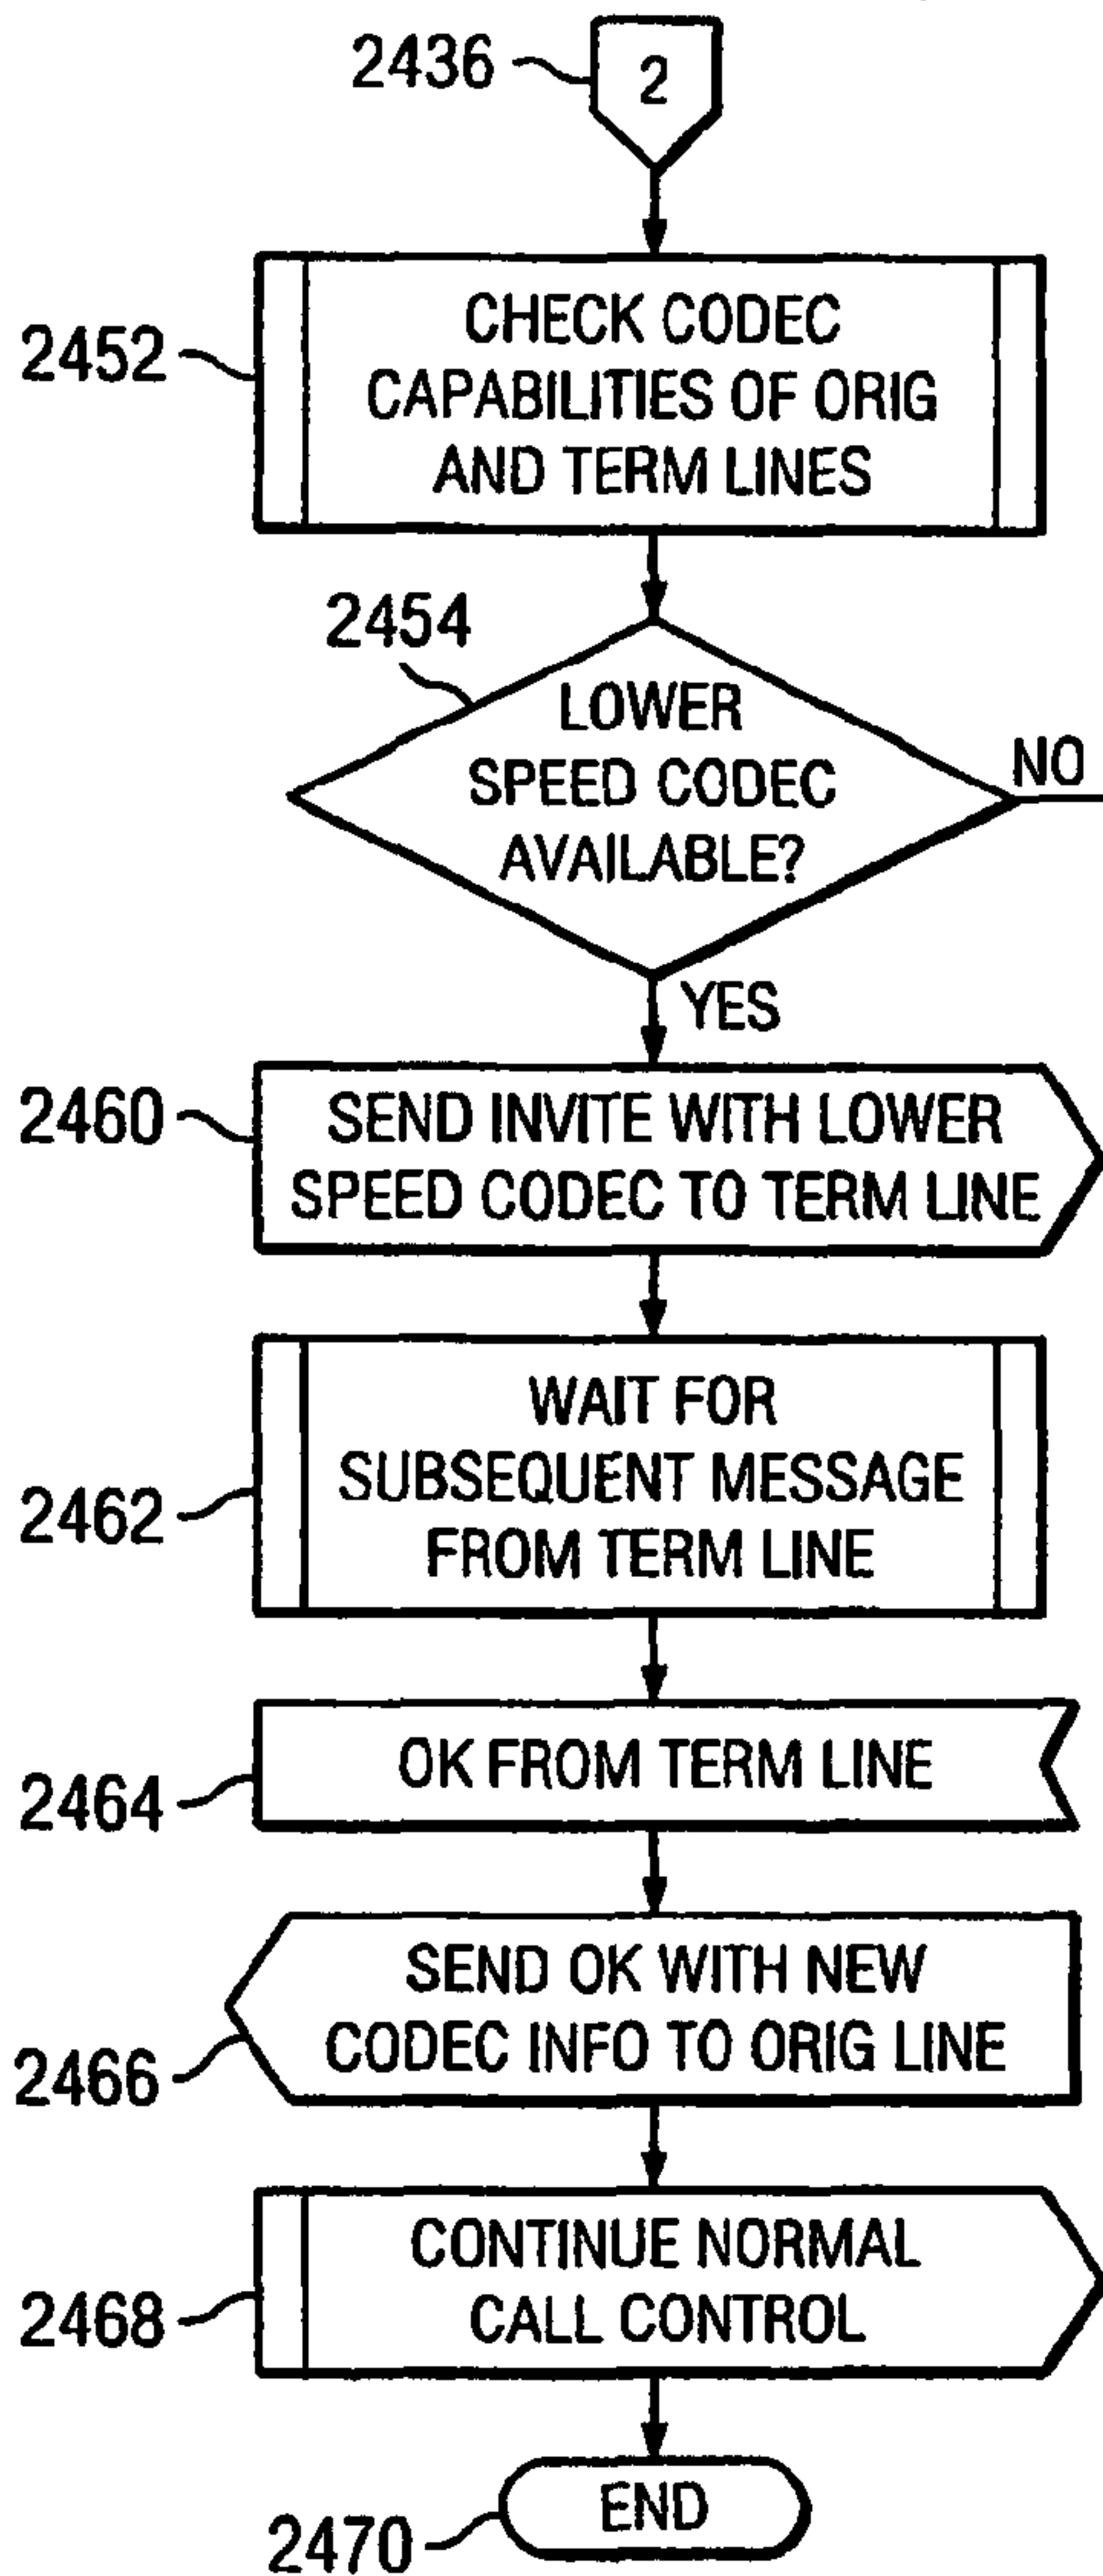 2436
2
2452
CHECK CODEC
CAPABILITIES OF ORIG
AND TERM LINES
2454
LOWER
SPEED CODEC
AVAILABLE?
NO
YES
2460
SEND INVITE WITH LOWER
SPEED CODEC TO TERM LINE
2462
WAIT FOR
SUBSEQUENT MESSAGE
FROM TERM LINE
2464
OK FROM TERM LINE
2466
SEND OK WITH NEW
CODEC INFO TO ORIG LINE
2468
CONTINUE NORMAL
CALL CONTROL
2470
END